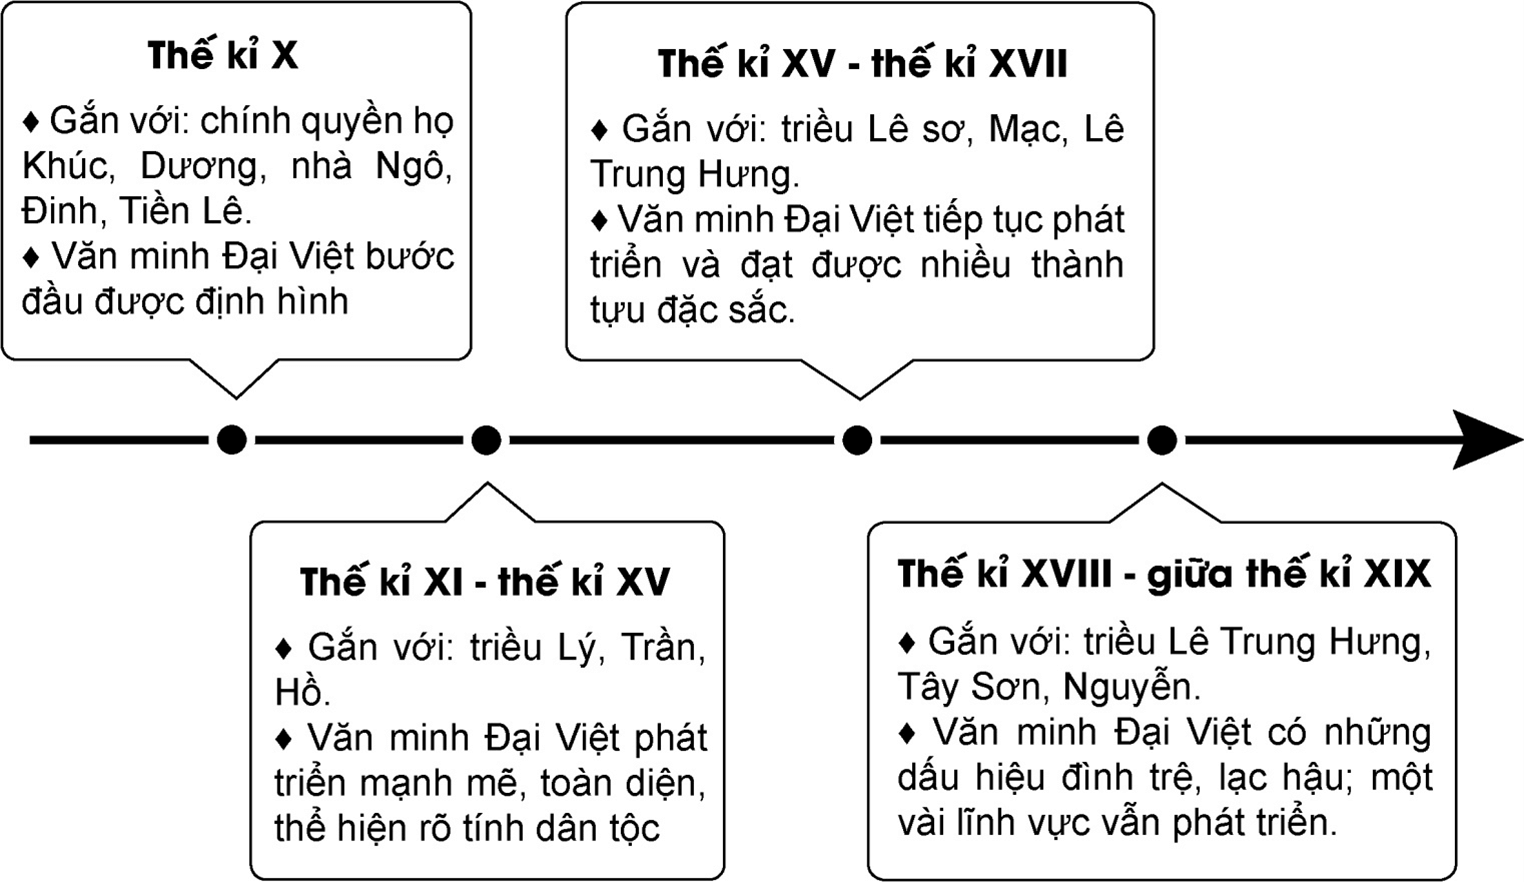 Thế kỉ X
♦ Gắn với: chính quyền họ
Khúc, Dương, nhà Ngô,
Đinh, Tiền Lê.
♦ Văn minh Đại Việt bước
đầu được định hình
Thế kỉ XI - thế kỉ XV
♦ Gắn với: triều Lý, Trần,
Hồ.
♦ Văn minh Đại Việt phát
triển mạnh mẽ, toàn diện,
thể hiện rõ tính dân tộc
Thế kỉ XV - thế kỉ XVII
♦ Gắn với: triều Lê sơ, Mạc, Lê
Trung Hưng.
♦ Văn minh Đại Việt tiếp tục phát
triển và đạt được nhiều thành
tựu đặc sắc.
Thế kỉ XVIII - giữa thế kỉ XIX
♦ Gắn với: triều Lê Trung Hưng,
Tây Sơn, Nguyễn.
♦ Văn minh Đại Việt có những
dấu hiệu đình trệ, lạc hậu; một
vài lĩnh vực vẫn phát triển.